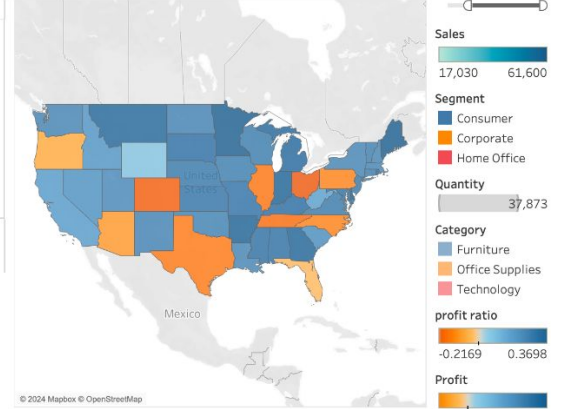 Sales
17,030 61,600
Segment
Consumer
Corporate
Home Office
Quantity
37,873
Category
Furniture
Office Supplies
Technology
profit ratio
-0.2169 0.3698
Profit
United
States
Mexico
© 2024 Mapbox © OpenStreetMap